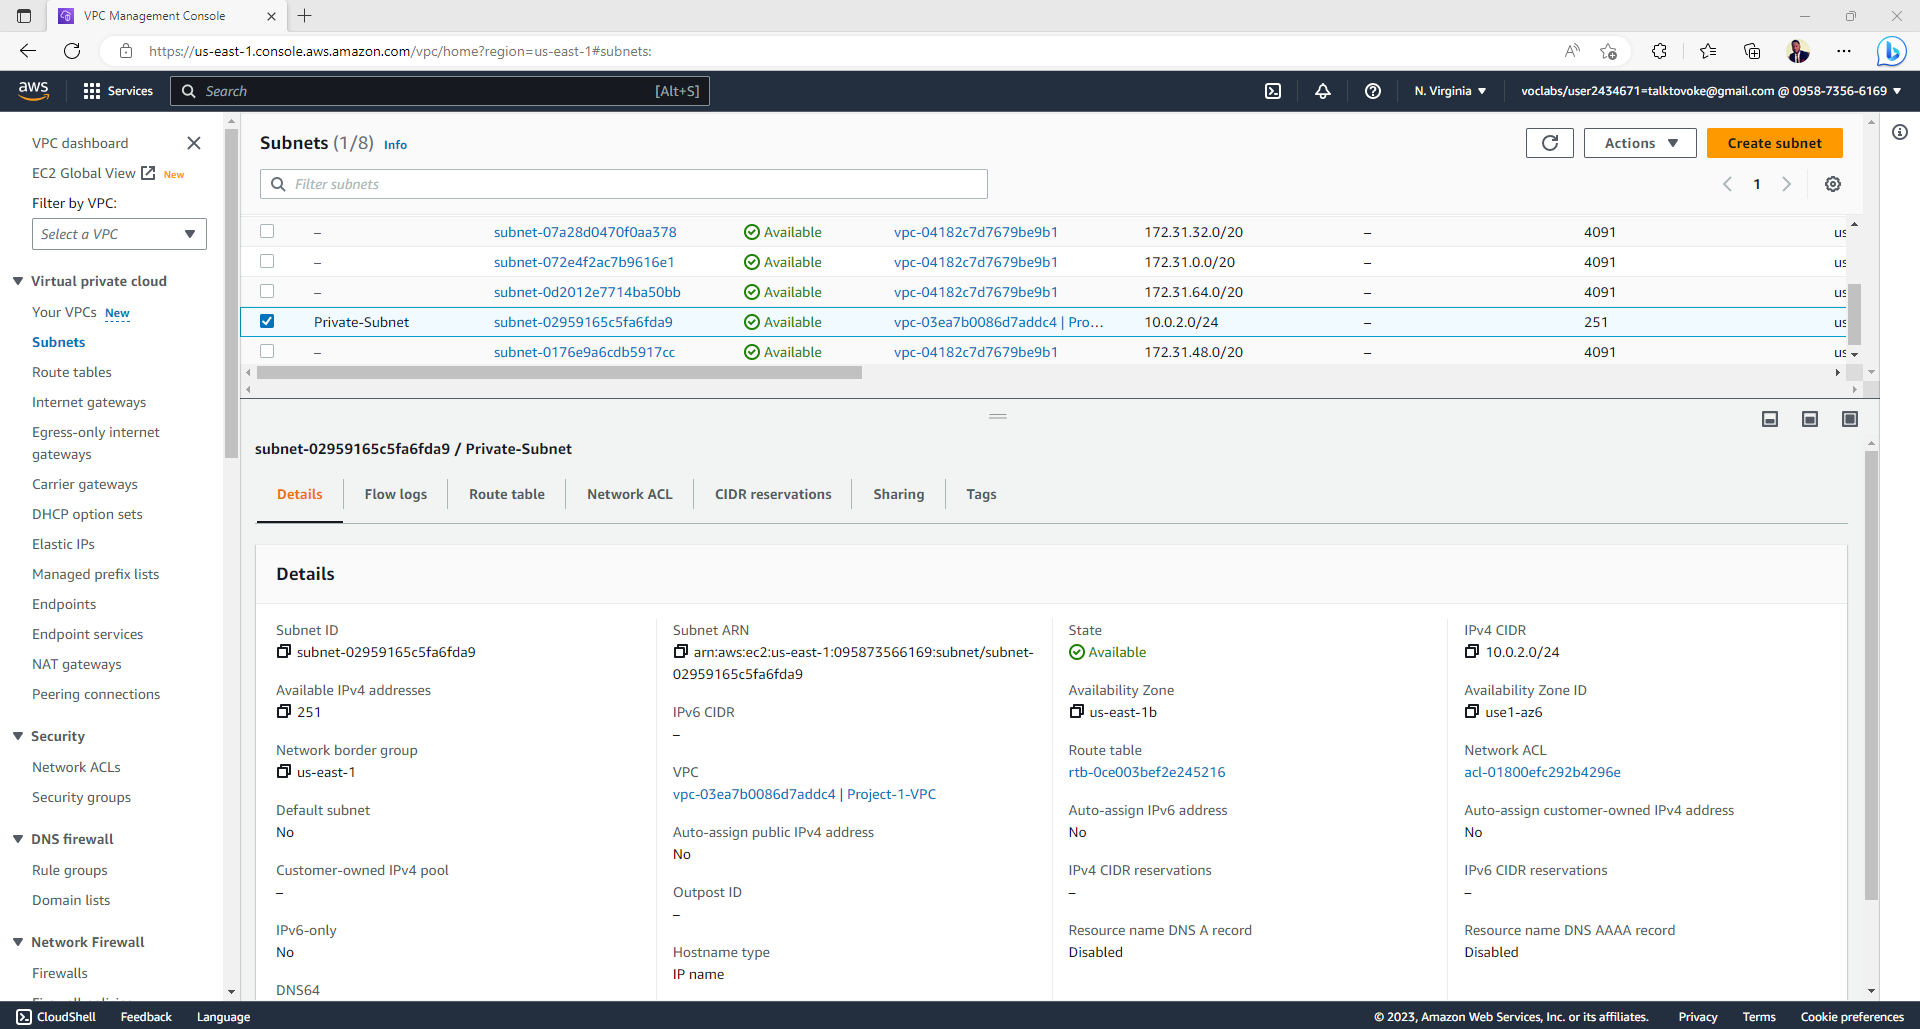 VPC Management Console
https://us-east-1.console.aws.amazon.com/vpc/home?region=us-east-1#subnets:
aws
Services
Search
[Alt+S]
N. Virginia
voclabs/user2434671=talktovoke@gmail.com @ 0958-7356-6169
VPC dashboard
EC2 Global View New
Filter by VPC:
Select a VPC
Virtual private cloud
Your VPCs New
Subnets
Route tables
Internet gateways
Egress-only internet
gateways
Carrier gateways
DHCP option sets
Elastic IPs
Managed prefix lists
Endpoints
Endpoint services
NAT gateways
Peering connections
Security
Network ACLs
Security groups
DNS firewall
Rule groups
Domain lists
Network Firewall
Firewalls
Subnets (1/8) Info
Actions
Create subnet
Filter subnets
1
– subnet-07a28d0470f0aa378 Available vpc-04182c7d7679be9b1 172.31.32.0/20 – 4091 us
– subnet-072e4f2ac7b9616e1 Available vpc-04182c7d7679be9b1 172.31.0.0/20 – 4091 us
– subnet-0d2012e7714ba50bb Available vpc-04182c7d7679be9b1 172.31.64.0/20 – 4091 us
Private-Subnet subnet-02959165c5fa6fda9 Available vpc-03ea7b0086d7addc4 | Pro... 10.0.2.0/24 – 251 us
– subnet-0176e9a6cdb5917cc Available vpc-04182c7d7679be9b1 172.31.48.0/20 – 4091 us
subnet-02959165c5fa6fda9 / Private-Subnet
Details
Flow logs
Route table
Network ACL
CIDR reservations
Sharing
Tags
Details
Subnet ID
subnet-02959165c5fa6fda9
Available IPv4 addresses
251
Network border group
us-east-1
Default subnet
No
Customer-owned IPv4 pool
–
IPv6-only
No
DNS64
Subnet ARN
arn:aws:ec2:us-east-1:095873566169:subnet/subnet-
02959165c5fa6fda9
IPv6 CIDR
–
VPC
vpc-03ea7b0086d7addc4 | Project-1-VPC
Auto-assign public IPv4 address
No
Outpost ID
–
Hostname type
IP name
State
Available
Availability Zone
us-east-1b
Route table
rtb-0ce003bef2e245216
Auto-assign IPv6 address
No
IPv4 CIDR reservations
–
Resource name DNS A record
Disabled
IPv4 CIDR
10.0.2.0/24
Availability Zone ID
use1-az6
Network ACL
acl-01800efc292b4296e
Auto-assign customer-owned IPv4 address
No
IPv6 CIDR reservations
–
Resource name DNS AAAA record
Disabled
CloudShell
Feedback
Language
© 2023, Amazon Web Services, Inc. or its affiliates.
Privacy
Terms
Cookie preferences